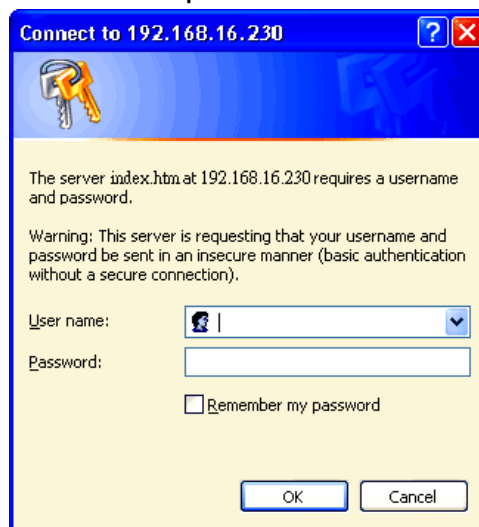 Connect to 192.168.16.230
The server index.htm at 192.168.16.230 requires a username
and password.
Warning: This server is requesting that your username and
password be sent in an insecure manner (basic authentication
without a secure connection).
User name:
Password:
Remember my password
OK Cancel